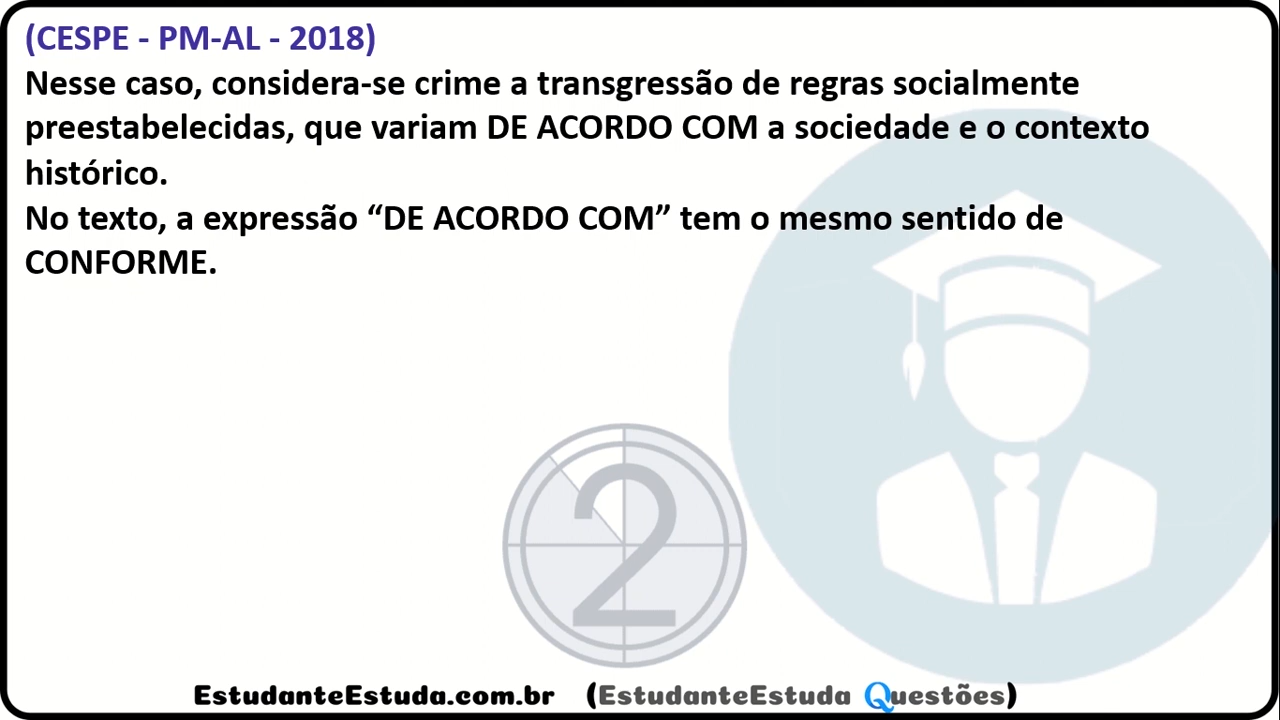 (CESPE - PM-AL - 2018)
Nesse caso, considera-se crime a transgressão de regras socialmente
preestabelecidas, que variam DE ACORDO COM a sociedade e o contexto
histórico.
No texto, a expressão “DE ACORDO COM” tem o mesmo sentido de
CONFORME.
2
EstudanteEstuda.com.br (EstudanteEstuda Questões)